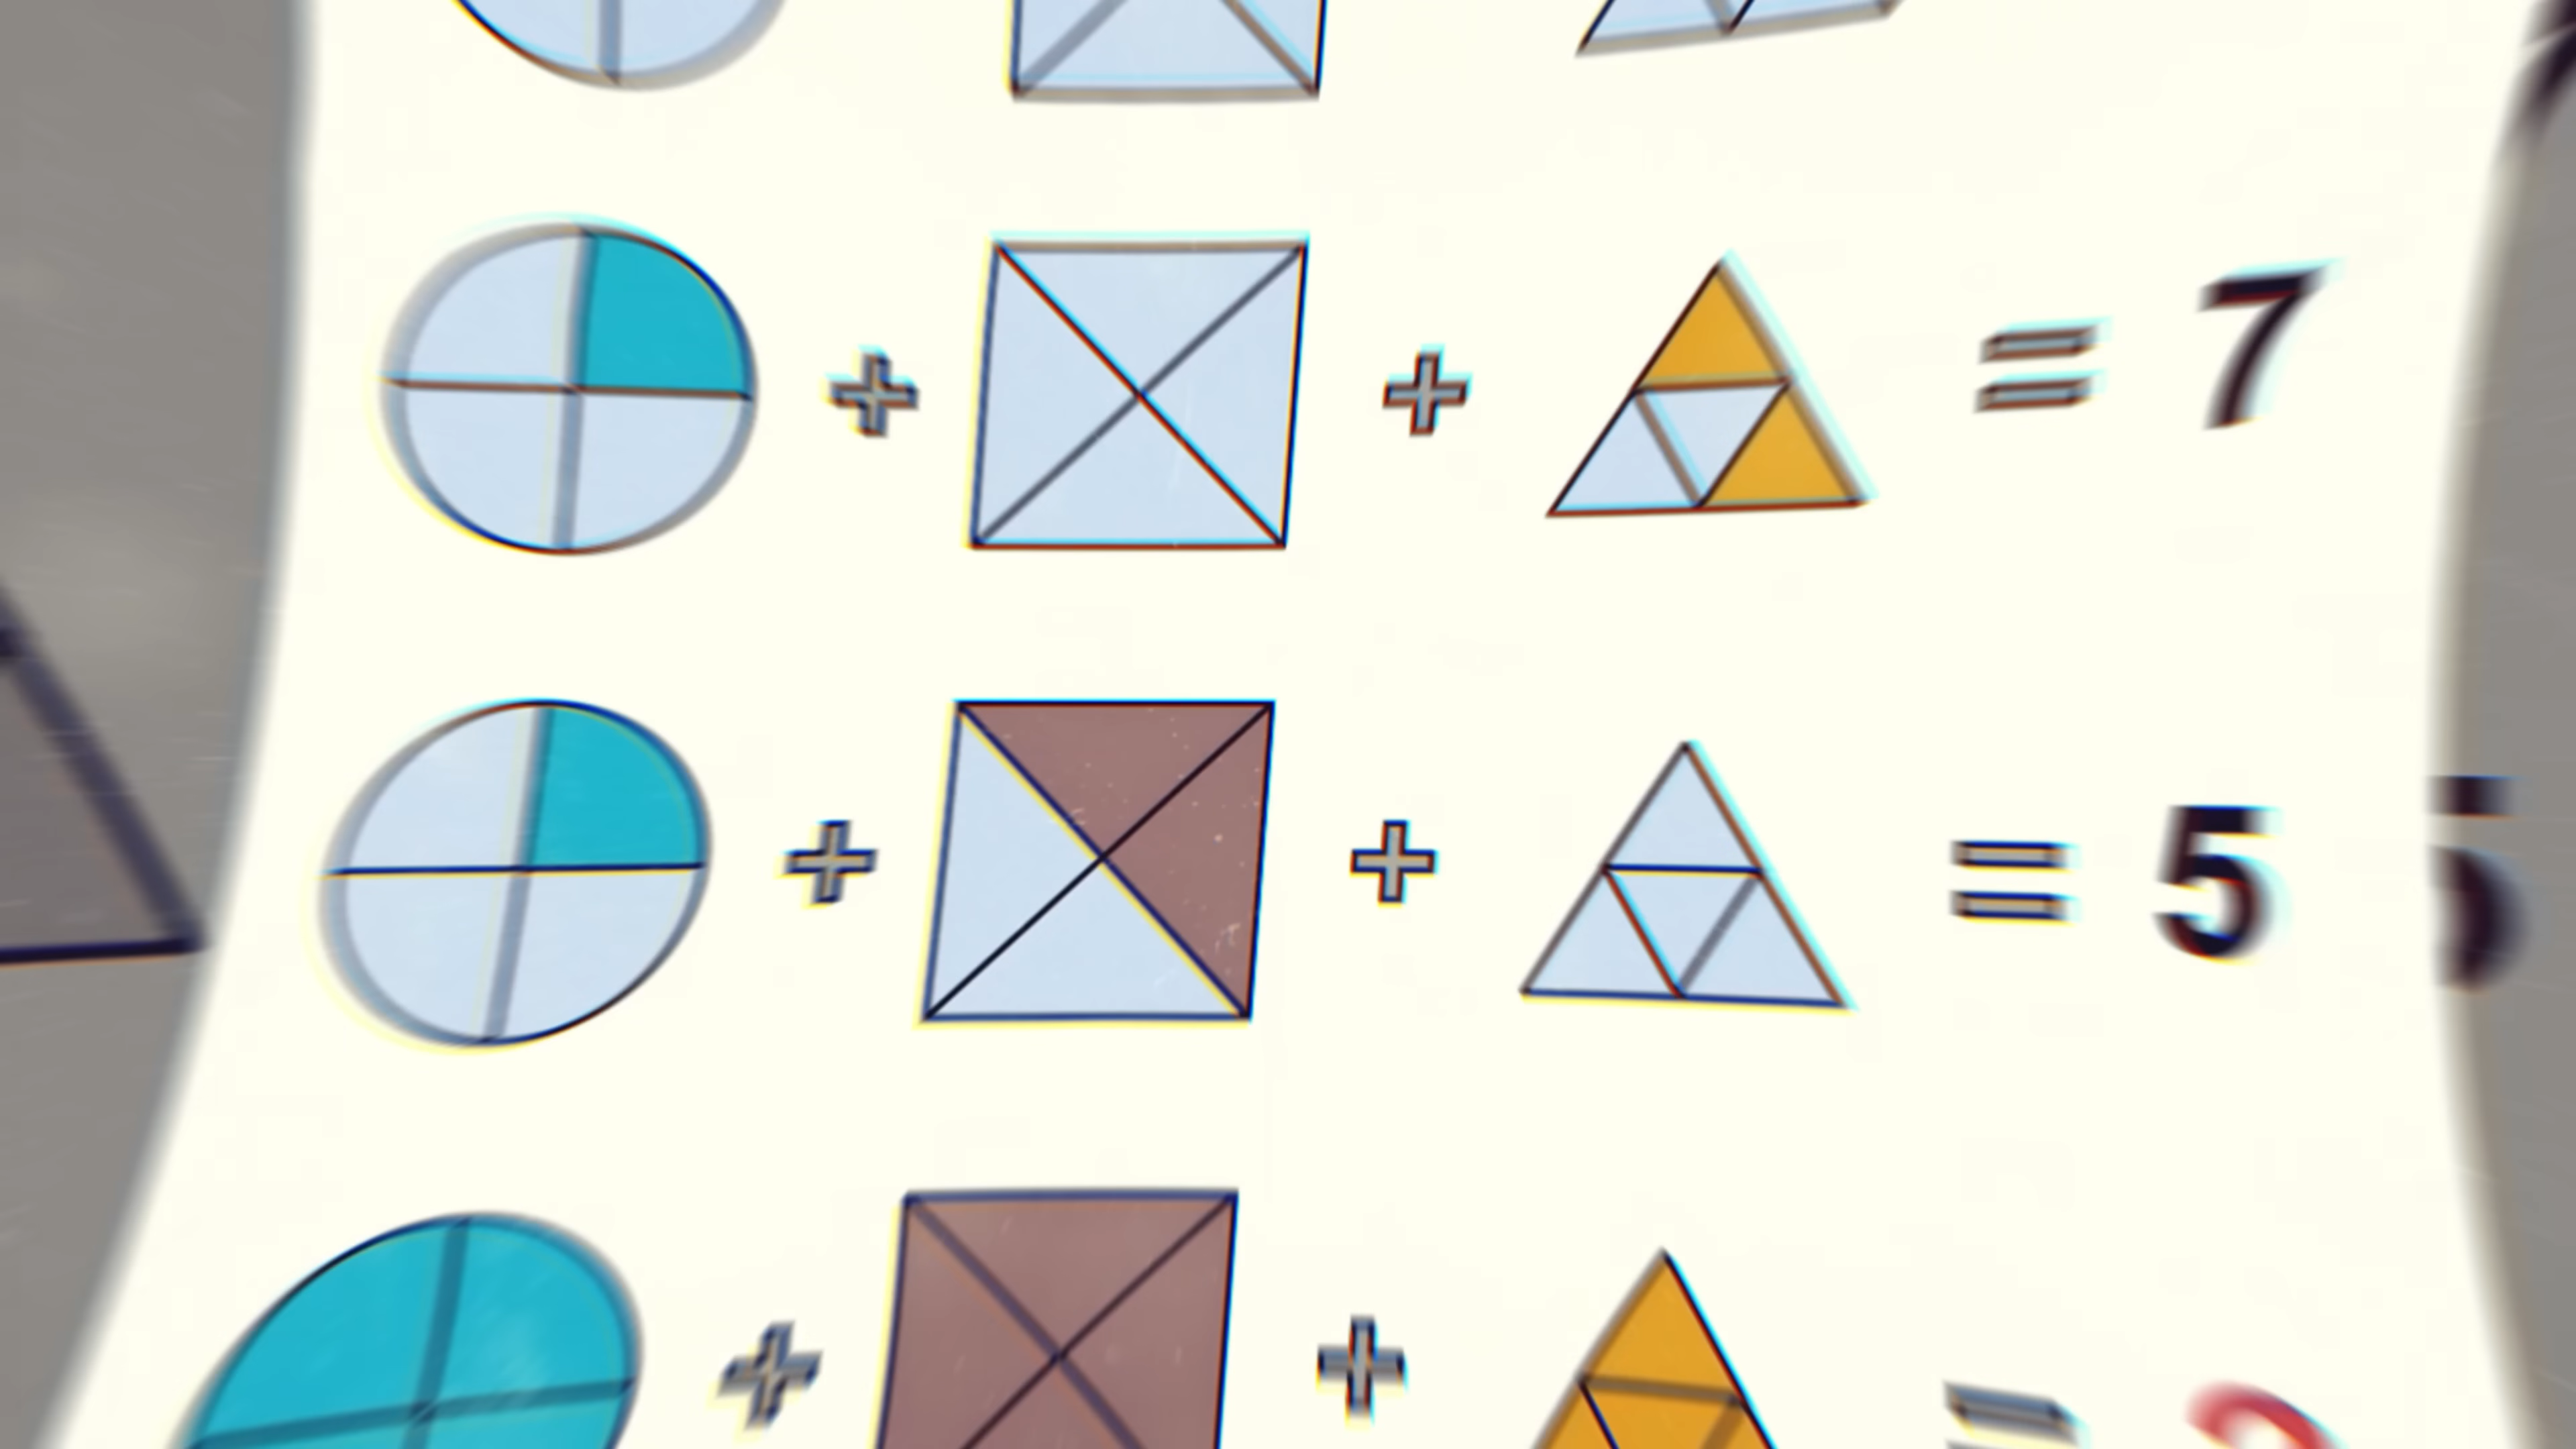 + + = 7
+ + = 5
+ + =